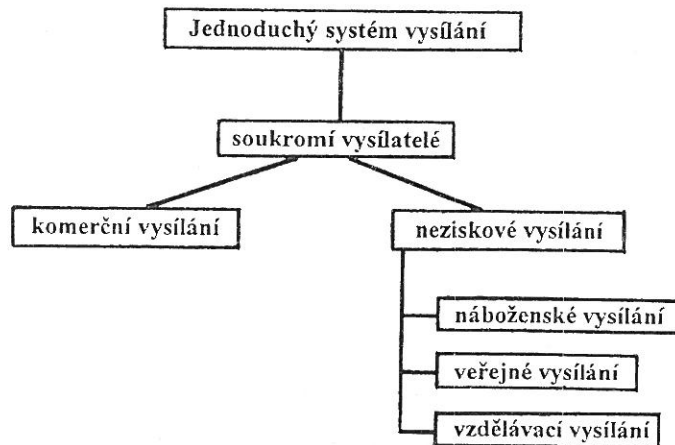 Jednoduchý systém vysílání
soukromí vysílatelé
komerční vysílání
neziskové vysílání
náboženské vysílání
veřejné vysílání
vzdělávací vysílání